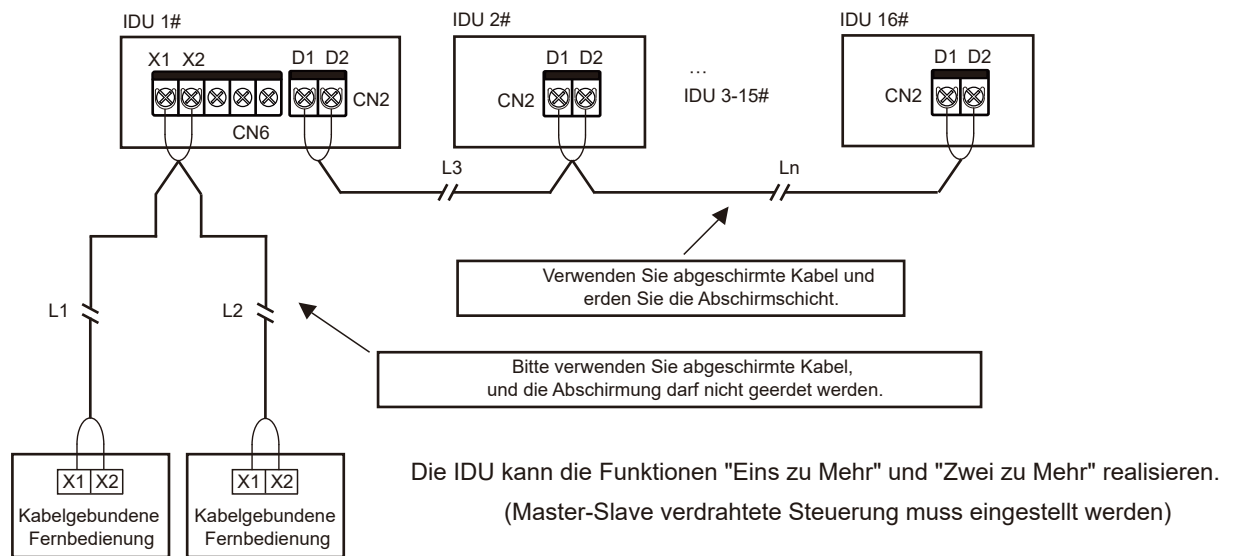 IDU 1#
IDU 2#
IDU 16#
X1 X2
D1 D2
CN2
CN6
D1 D2
CN2
...
IDU 3-15#
D1 D2
CN2
L3
Ln
Verwenden Sie abgeschirmte Kabel und
erden Sie die Abschirmschicht.
L1
L2
Bitte verwenden Sie abgeschirmte Kabel,
und die Abschirmung darf nicht geerdet werden.
X1 X2
Kabelgebundene
Fernbedienung
X1 X2
Kabelgebundene
Fernbedienung
Die IDU kann die Funktionen "Eins zu Mehr" und "Zwei zu Mehr" realisieren.
(Master-Slave verdrahtete Steuerung muss eingestellt werden)